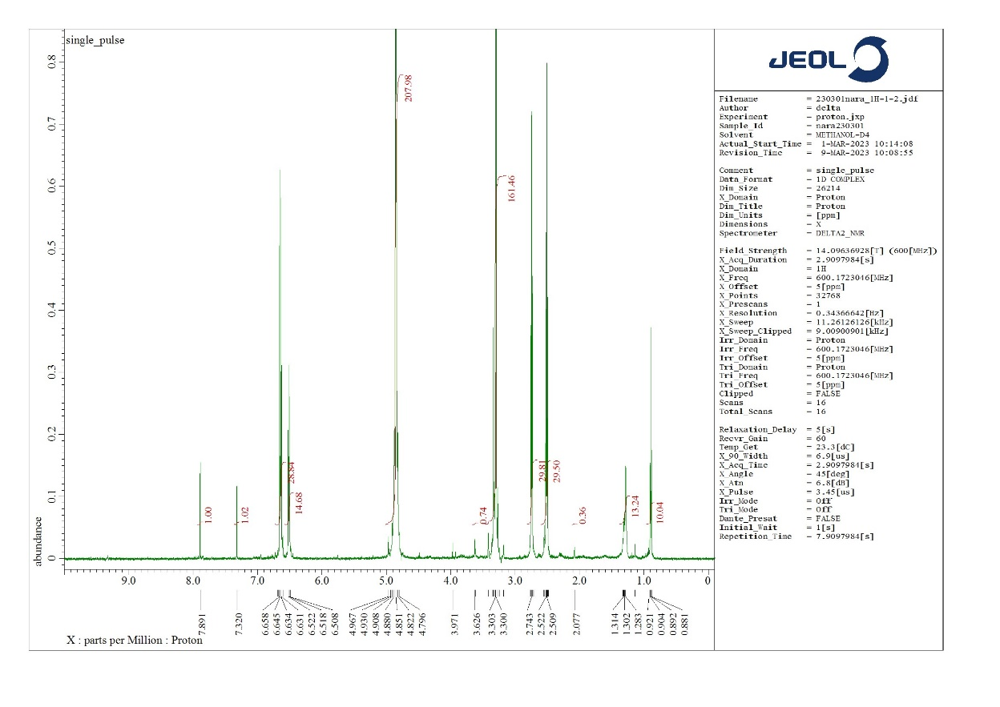 single_pulse
JEOL
Filename = 230301nara_1H-1-2.jdf
Author = delta
Experiment = proton.jxp
Sample_Id = nara230301
Solvent = METHANOL-D4
Actual_Start_Time = 1-MAR-2023 10:14:08
Revision_Time = 9-MAR-2023 10:08:55
Comment = single_pulse
Data_Format = 1D COMPLEX
Dim_Size = 26214
X_Domain = Proton
Dim_Title = Proton
Dim_Units = [ppm]
Dimensions = X
Spectrometer = DELTA2_NMR
Field_Strength = 14.09636928[T] (600[MHz])
X_Acq_Duration = 2.9097984[s]
X_Domain = 1H
X_Freq = 600.1723046[MHz]
X_Offset = 5[ppm]
X_Points = 32768
X_Prescans = 1
X_Resolution = 0.34366642[Hz]
X_Sweep = 11.26126126[kHz]
X_Sweep_Clipped = 9.00900901[kHz]
Irr_Domain = Proton
Irr_Freq = 600.1723046[MHz]
Irr_Offset = 5[ppm]
Tri_Domain = Proton
Tri_Freq = 600.1723046[MHz]
Tri_Offset = 5[ppm]
Clipped = FALSE
Scans = 16
Total_Scans = 16
Relaxation_Delay = 5[s]
Recvr_Gain = 60
Temp_Get = 23.3[dC]
X_90_Width = 6.9[us]
X_Acq_Time = 2.9097984[s]
X_Angle = 45[deg]
X_Atn = 6.8[dB]
X_Pulse = 3.45[us]
Irr_Mode = Off
Tri_Mode = Off
Dante_Presat = FALSE
Initial_Wait = 1[s]
Repetition_Time = 7.9097984[s]
0.8
0.7
0.6
0.5
0.4
0.3
0.2
0.1
0
abundance
1.00
1.02
28.84
14.68
207.98
0.74
161.46
29.81
29.50
0.36
13.24
10.04
9.0 8.0 7.0 6.0 5.0 4.0 3.0 2.0 1.0 0
7.891
7.320
6.658
6.645
6.634
6.631
6.522
6.518
6.508
4.967
4.930
4.908
4.880
4.851
4.822
4.796
3.971
3.626
3.303
3.300
2.743
2.522
2.509
2.077
1.314
1.302
1.283
0.921
0.904
0.892
0.881
X : parts per Million : Proton